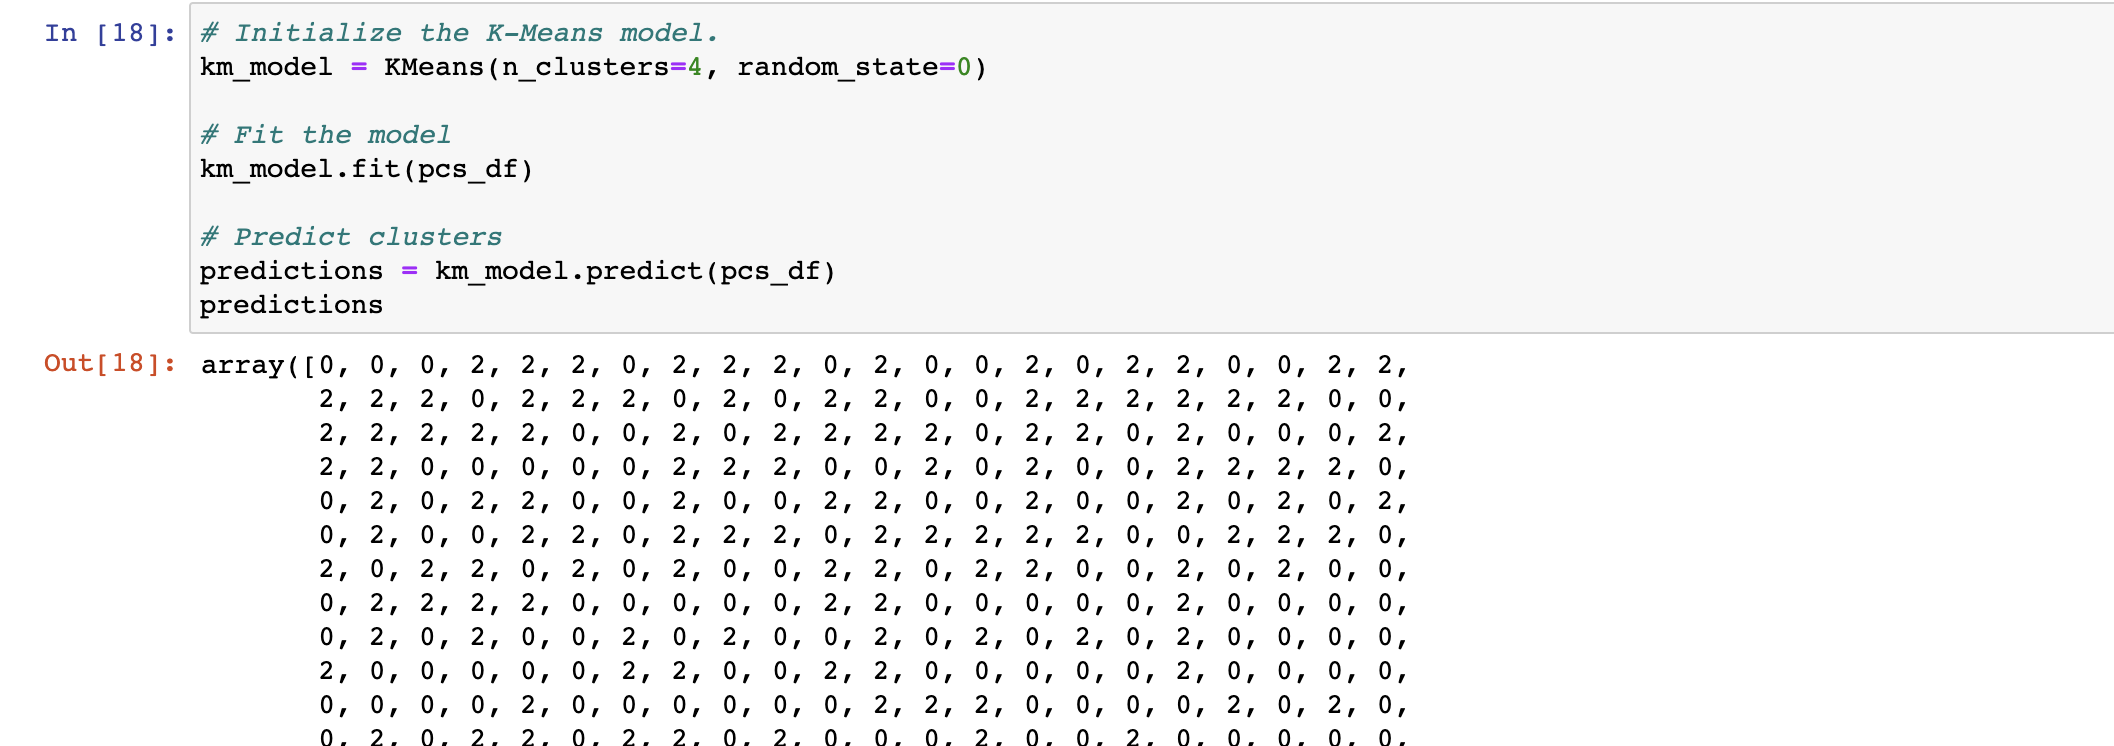 In [18]: # Initialize the K-Means model.
km_model = KMeans(n_clusters=4, random_state=0)
# Fit the model
km_model.fit(pcs_df)
# Predict clusters
predictions = km_model.predict(pcs_df)
predictions
Out[18]: array([0, 0, 0, 2, 2, 2, 0, 2, 2, 2, 0, 2, 0, 0, 2, 0, 2, 2, 0, 0, 2, 2,
2, 2, 2, 0, 2, 2, 2, 0, 2, 0, 2, 2, 0, 0, 2, 2, 2, 2, 2, 2, 0, 0,
2, 2, 2, 2, 2, 0, 0, 2, 0, 2, 2, 2, 2, 0, 2, 2, 0, 2, 0, 0, 0, 2,
2, 2, 0, 0, 0, 0, 0, 2, 2, 2, 0, 0, 2, 0, 2, 0, 0, 2, 2, 2, 2, 0,
0, 2, 0, 2, 2, 0, 0, 2, 0, 0, 2, 2, 0, 0, 2, 0, 0, 2, 0, 2, 0, 2,
0, 2, 0, 0, 2, 2, 0, 2, 2, 2, 0, 2, 2, 2, 2, 2, 0, 0, 2, 2, 2, 0,
2, 0, 2, 2, 0, 2, 0, 2, 0, 0, 2, 2, 0, 2, 2, 0, 0, 2, 0, 2, 0, 0,
0, 2, 2, 2, 2, 0, 0, 0, 0, 0, 2, 2, 0, 0, 0, 0, 0, 2, 0, 0, 0, 0,
0, 2, 0, 2, 0, 0, 2, 0, 2, 0, 0, 2, 0, 2, 0, 2, 0, 2, 0, 0, 0, 0,
2, 0, 0, 0, 0, 0, 2, 2, 0, 0, 2, 2, 0, 0, 0, 0, 0, 2, 0, 0, 0, 0,
0, 0, 0, 0, 2, 0, 0, 0, 0, 0, 0, 2, 2, 2, 0, 0, 0, 0, 2, 0, 2, 0,
0, 2, 0, 2, 2, 0, 2, 2, 0, 2, 0, 0, 0, 2, 0, 0, 2, 0, 0, 0, 0, 0,